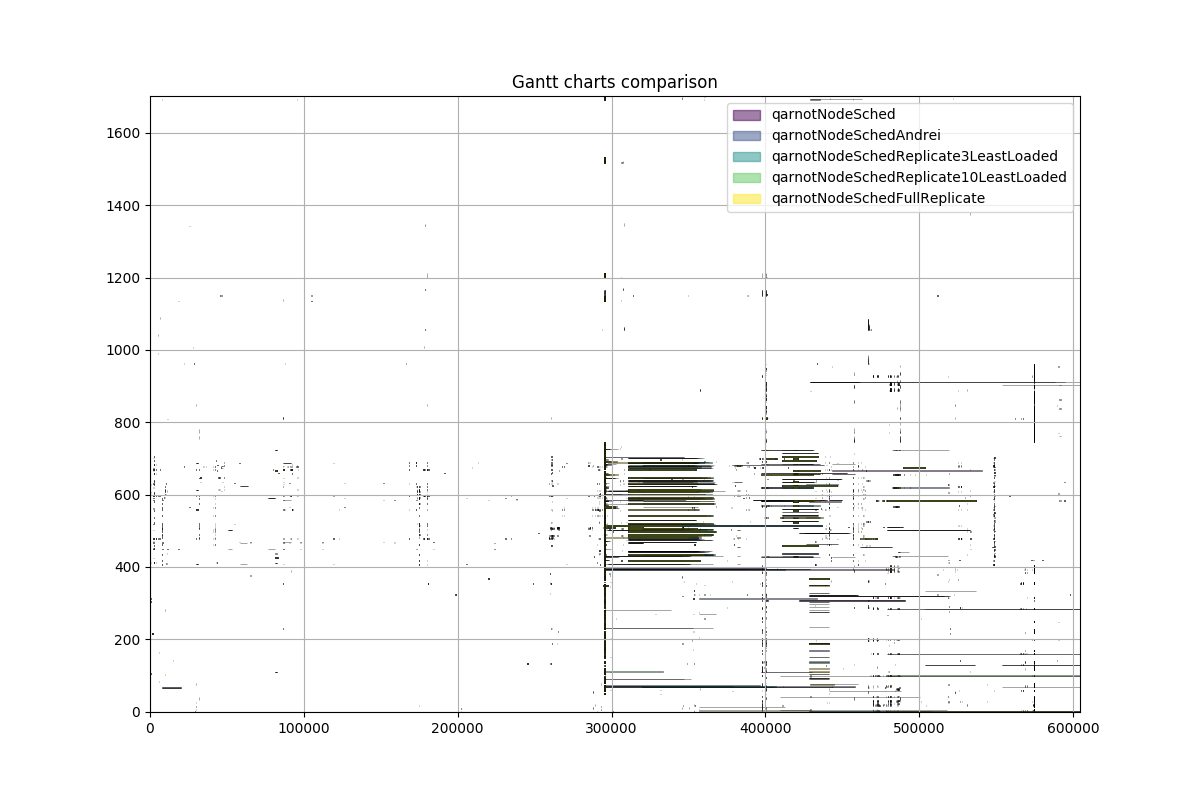 Gantt charts comparison
qarnotNodeSched
qarnotNodeSchedAndrei
qarnotNodeSchedReplicate3LeastLoaded
qarnotNodeSchedReplicate10LeastLoaded
qarnotNodeSchedFullReplicate
1600
1400
1200
1000
800
600
400
200
0
0 100000 200000 300000 400000 500000 600000